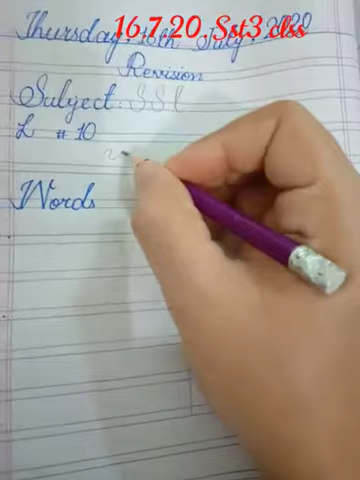 16.7.20. Sst3 clss
Thursday, 16th July, 2020
Revision
Subject: S.S.t
L # 10
Words